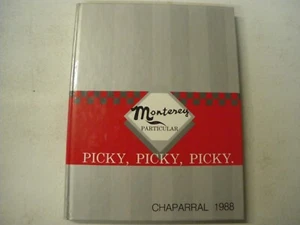 Monterey
PARTICULAR
PICKY, PICKY, PICKY.
CHAPARRAL 1988